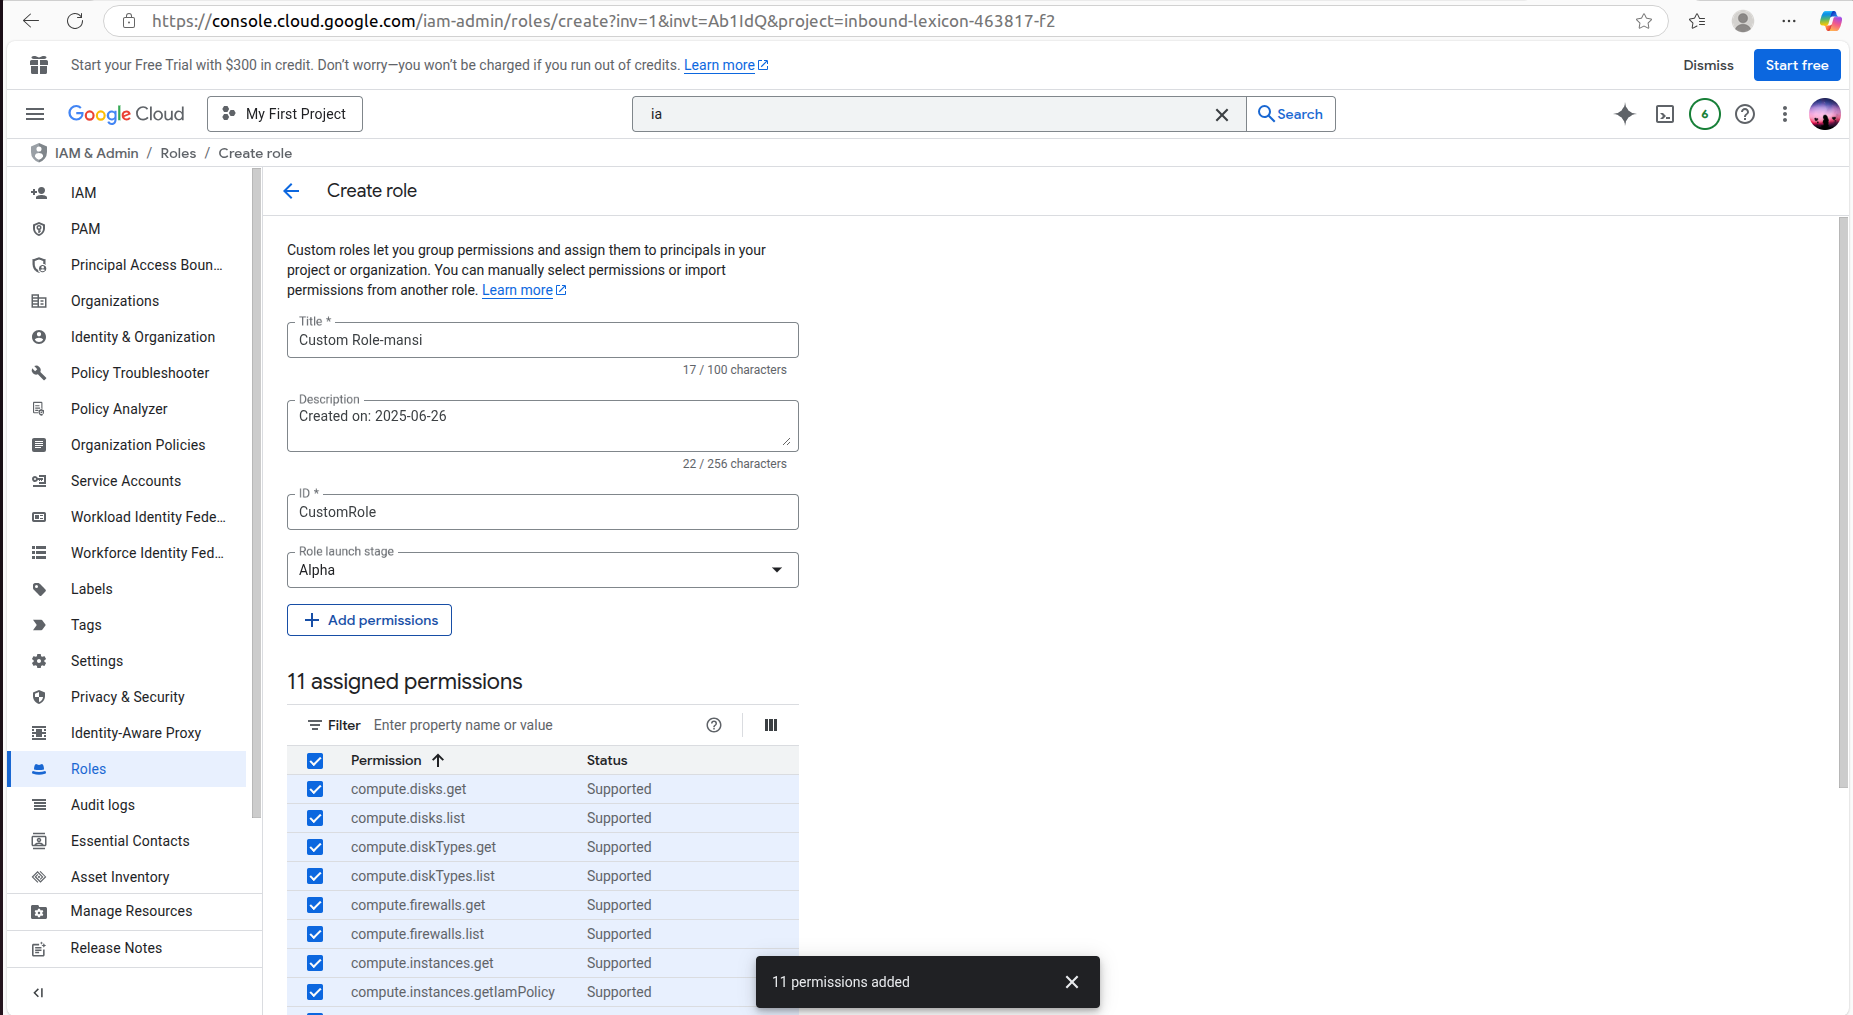 https://console.cloud.google.com/iam-admin/roles/create?inv=1&invt=Ab1IdQ&project=inbound-lexicon-463817-f2
Start your Free Trial with $300 in credit. Don't worry—you won't be charged if you run out of credits. Learn more
Dismiss
Start free
Google Cloud
My First Project
ia
Search
6
IAM & Admin / Roles / Create role
IAM
PAM
Principal Access Boun...
Organizations
Identity & Organization
Policy Troubleshooter
Policy Analyzer
Organization Policies
Service Accounts
Workload Identity Fede...
Workforce Identity Fed...
Labels
Tags
Settings
Privacy & Security
Identity-Aware Proxy
Roles
Audit logs
Essential Contacts
Asset Inventory
Manage Resources
Release Notes
Create role
Custom roles let you group permissions and assign them to principals in your
project or organization. You can manually select permissions or import
permissions from another role. Learn more
Title *
Custom Role-mansi
17 / 100 characters
Description
Created on: 2025-06-26
22 / 256 characters
ID *
CustomRole
Role launch stage
Alpha
Add permissions
11 assigned permissions
Filter Enter property name or value
Permission Status
compute.disks.get Supported
compute.disks.list Supported
compute.diskTypes.get Supported
compute.diskTypes.list Supported
compute.firewalls.get Supported
compute.firewalls.list Supported
compute.instances.get Supported
compute.instances.getIamPolicy Supported
11 permissions added